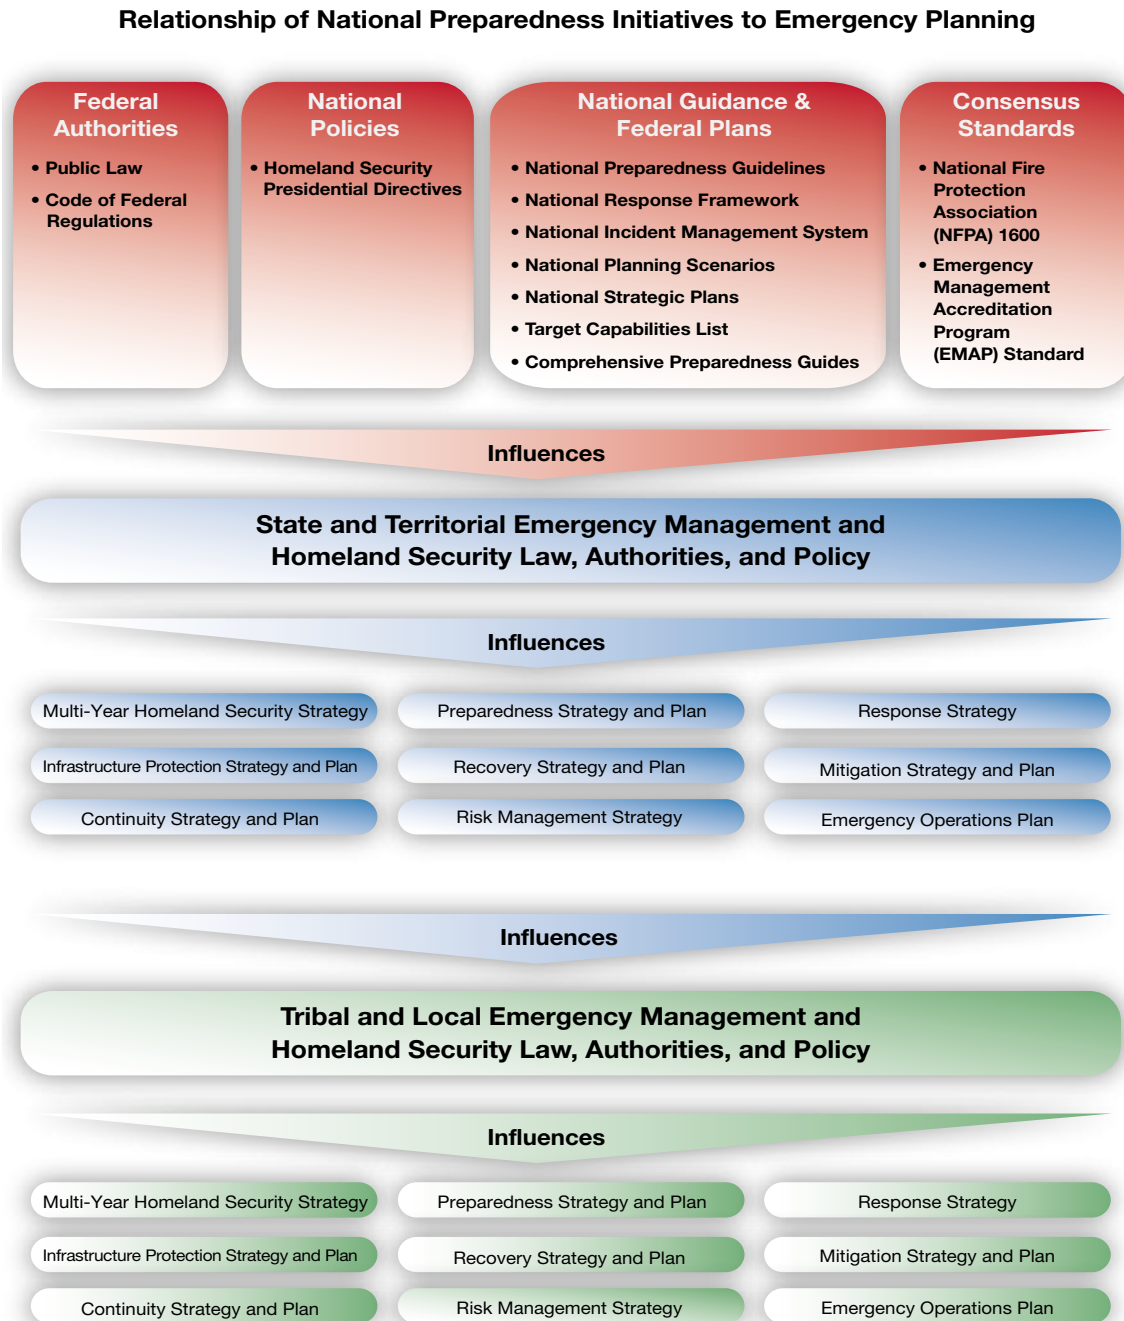 Relationship of National Preparedness Initiatives to Emergency Planning
Federal
Authorities
• Public Law
• Code of Federal
Regulations
National
Policies
• Homeland Security
Presidential Directives
National Guidance &
Federal Plans
• National Preparedness Guidelines
• National Response Framework
• National Incident Management System
• National Planning Scenarios
• National Strategic Plans
• Target Capabilities List
• Comprehensive Preparedness Guides
Consensus
Standards
• National Fire
Protection
Association
(NFPA) 1600
• Emergency
Management
Accreditation
Program
(EMAP) Standard
Influences
State and Territorial Emergency Management and
Homeland Security Law, Authorities, and Policy
Influences
Multi-Year Homeland Security Strategy
Preparedness Strategy and Plan
Response Strategy
Infrastructure Protection Strategy and Plan
Recovery Strategy and Plan
Mitigation Strategy and Plan
Continuity Strategy and Plan
Risk Management Strategy
Emergency Operations Plan
Influences
Tribal and Local Emergency Management and
Homeland Security Law, Authorities, and Policy
Influences
Multi-Year Homeland Security Strategy
Preparedness Strategy and Plan
Response Strategy
Infrastructure Protection Strategy and Plan
Recovery Strategy and Plan
Mitigation Strategy and Plan
Continuity Strategy and Plan
Risk Management Strategy
Emergency Operations Plan